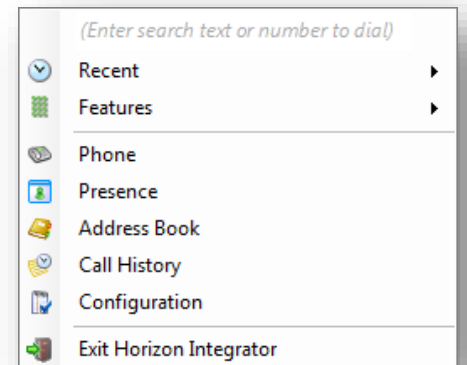 (Enter search text or number to dial)
Recent
Features
Phone
Presence
Address Book
Call History
Configuration
Exit Horizon Integrator